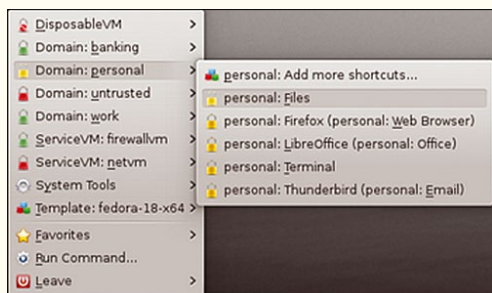 DisposableVM
Domain: banking
Domain: personal
Domain: untrusted
Domain: work
ServiceVM: firewallvm
ServiceVM: netvm
System Tools
Template: fedora-18-x64
Favorites
Run Command...
Leave
personal: Add more shortcuts...
personal: Files
personal: Firefox (personal: Web Browser)
personal: LibreOffice (personal: Office)
personal: Terminal
personal: Thunderbird (personal: Email)